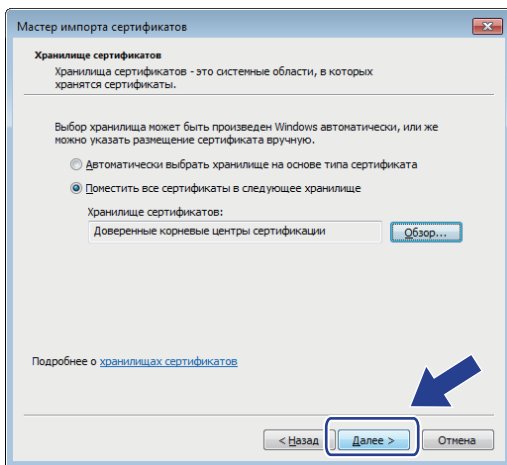 Мастер импорта сертификатов
Хранилище сертификатов
Хранилища сертификатов - это системные области, в которых
хранятся сертификаты.
Выбор хранилища может быть произведен Windows автоматически, или же
можно указать размещение сертификата вручную.
Автоматически выбрать хранилище на основе типа сертификата
Поместить все сертификаты в следующее хранилище
Хранилище сертификатов:
Доверенные корневые центры сертификации
Обзор...
Подробнее о хранилищах сертификатов
< Назад
Далее >
Отмена